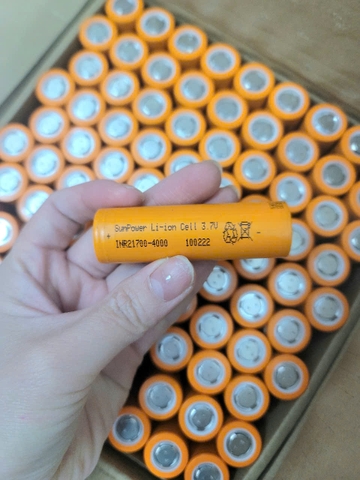 + SunPower Li-ion Cell 3.7V
INR21700-4000 100222 -